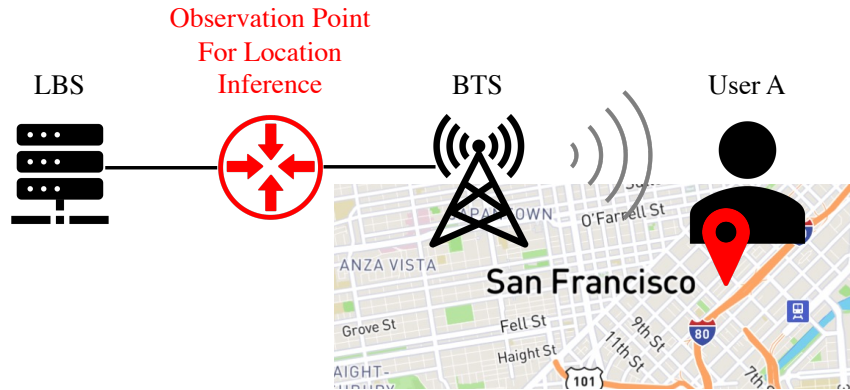 Observation Point
For Location
Inference
LBS
BTS
User A
O'Farrell St
ANZA VISTA
San Francisco
Grove St
Fell St
Haight St
9th St
11th St
80
101
7th